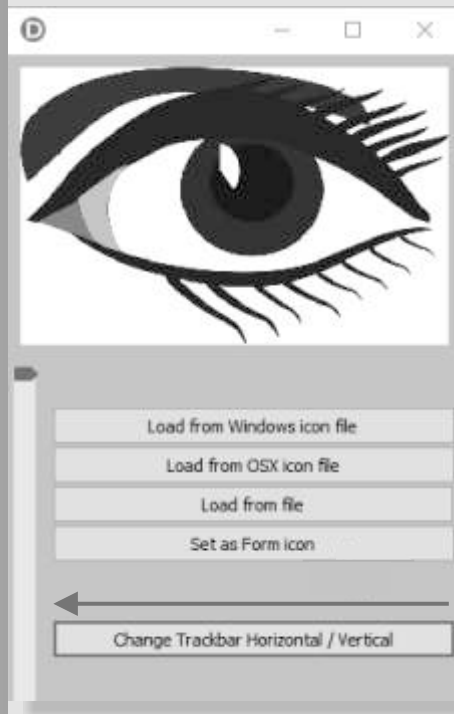 D
Load from Windows icon file
Load from OSX icon file
Load from file
Set as Form icon
Change Trackbar Horizontal / Vertical